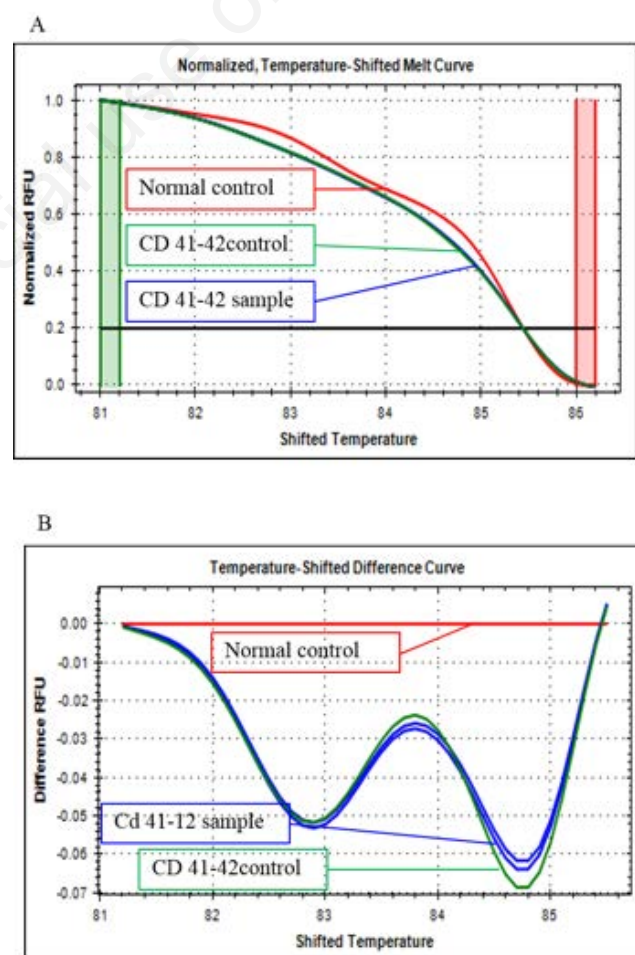 A
Normalized, Temperature-Shifted Melt Curve
Normalized RFU
1.0
0.8
0.6
0.4
0.2
0.0
Normal control
CD 41-42control
CD 41-42 sample
81 82 83 84 85 86
Shifted Temperature
B
Temperature-Shifted Difference Curve
Difference RFU
0.00
-0.01
-0.02
-0.03
-0.04
-0.05
-0.06
-0.07
Normal control
Cd 41-12 sample
CD 41-42control
81 82 83 84 85
Shifted Temperature